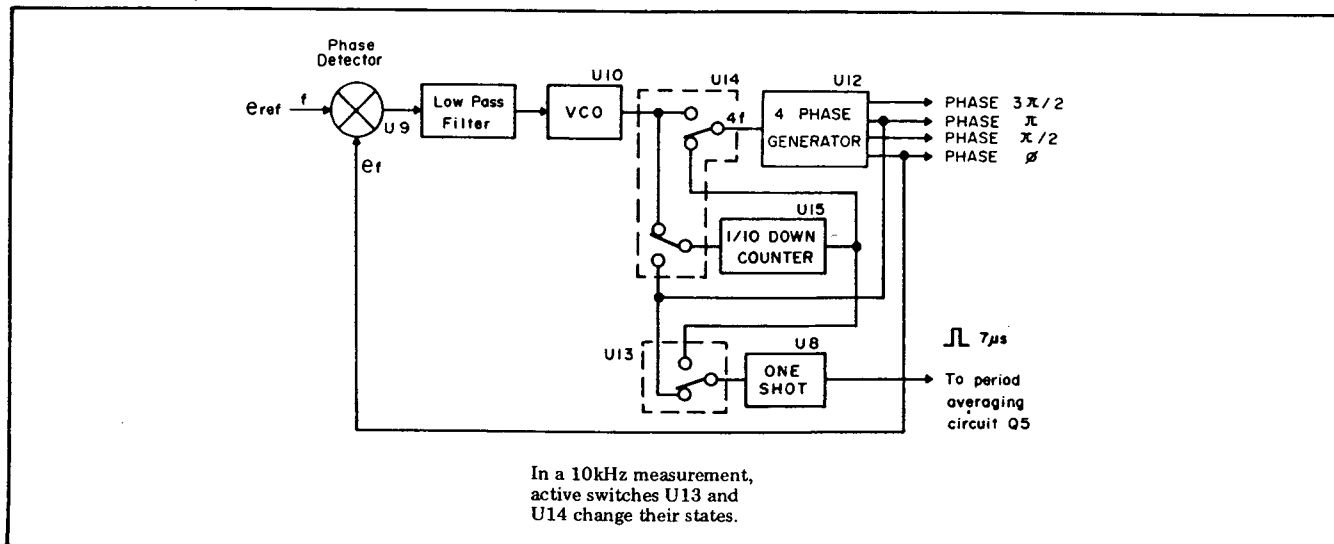 Phase
Detector
eref
f
U9
ef
Low Pass
Filter
U10
VCO
U14
4f
U12
4 PHASE
GENERATOR
PHASE 3π/2
PHASE π
PHASE π/2
PHASE ø
U15
1/10 DOWN
COUNTER
U13
U8
ONE
SHOT
7μs
To period
averaging
circuit Q5
In a 10kHz measurement,
active switches U13 and
U14 change their states.